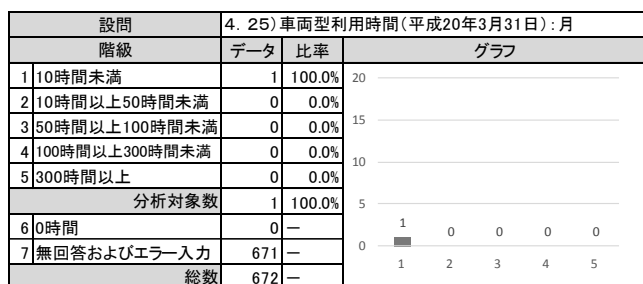 設問 4. 25)車両型利用時間(平成20年3月31日):月
階級 データ 比率 グラフ
1 10時間未満 1 100.0%
2 10時間以上50時間未満 0 0.0%
3 50時間以上100時間未満 0 0.0%
4 100時間以上300時間未満 0 0.0%
5 300時間以上 0 0.0%
分析対象数 1 100.0%
6 0時間 0 ―
7 無回答およびエラー入力 671 ―
総数 672 ―
20
15
10
5
0
1 0 0 0 0
1 2 3 4 5